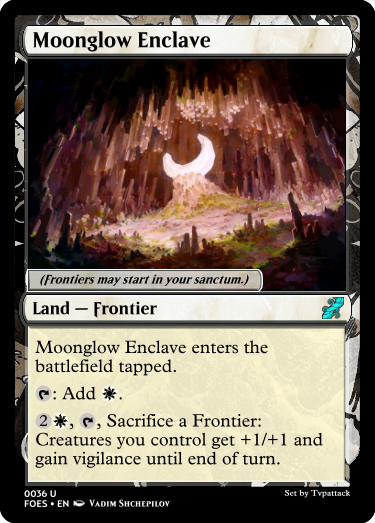 Moonglow Enclave
(Frontiers may start in your sanctum.)
Land — Frontier
Moonglow Enclave enters the
battlefield tapped.
: Add .
2 , , Sacrifice a Frontier:
Creatures you control get +1/+1 and
gain vigilance until end of turn.
0036 U
Set by Tvpattack
FOES • EN Vadim Shchepilov